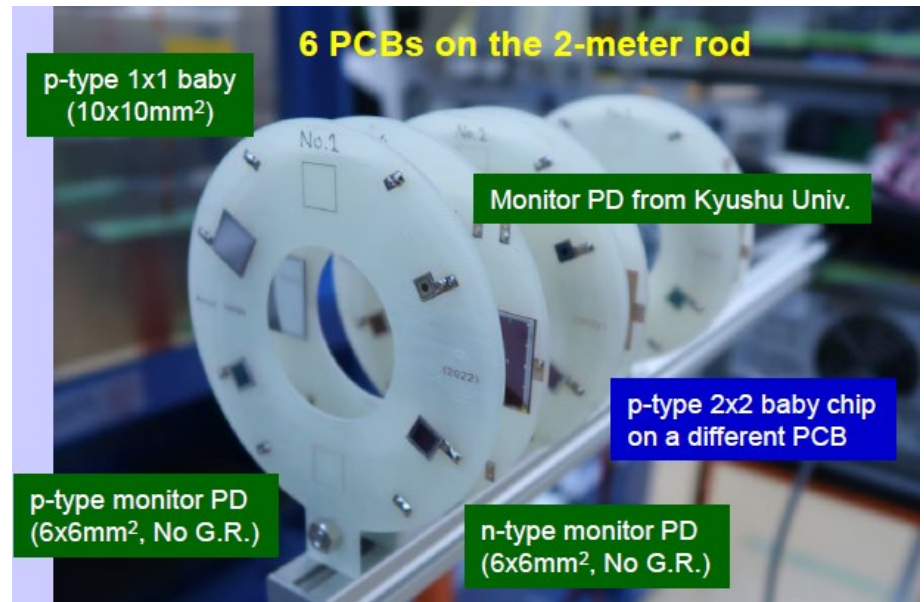 6 PCBs on the 2-meter rod
p-type 1x1 baby
(10x10mm²)
No.1
No.1
Monitor PD from Kyushu Univ.
(2022)
p-type 2x2 baby chip
on a different PCB
p-type monitor PD
(6x6mm², No G.R.)
n-type monitor PD
(6x6mm², No G.R.)